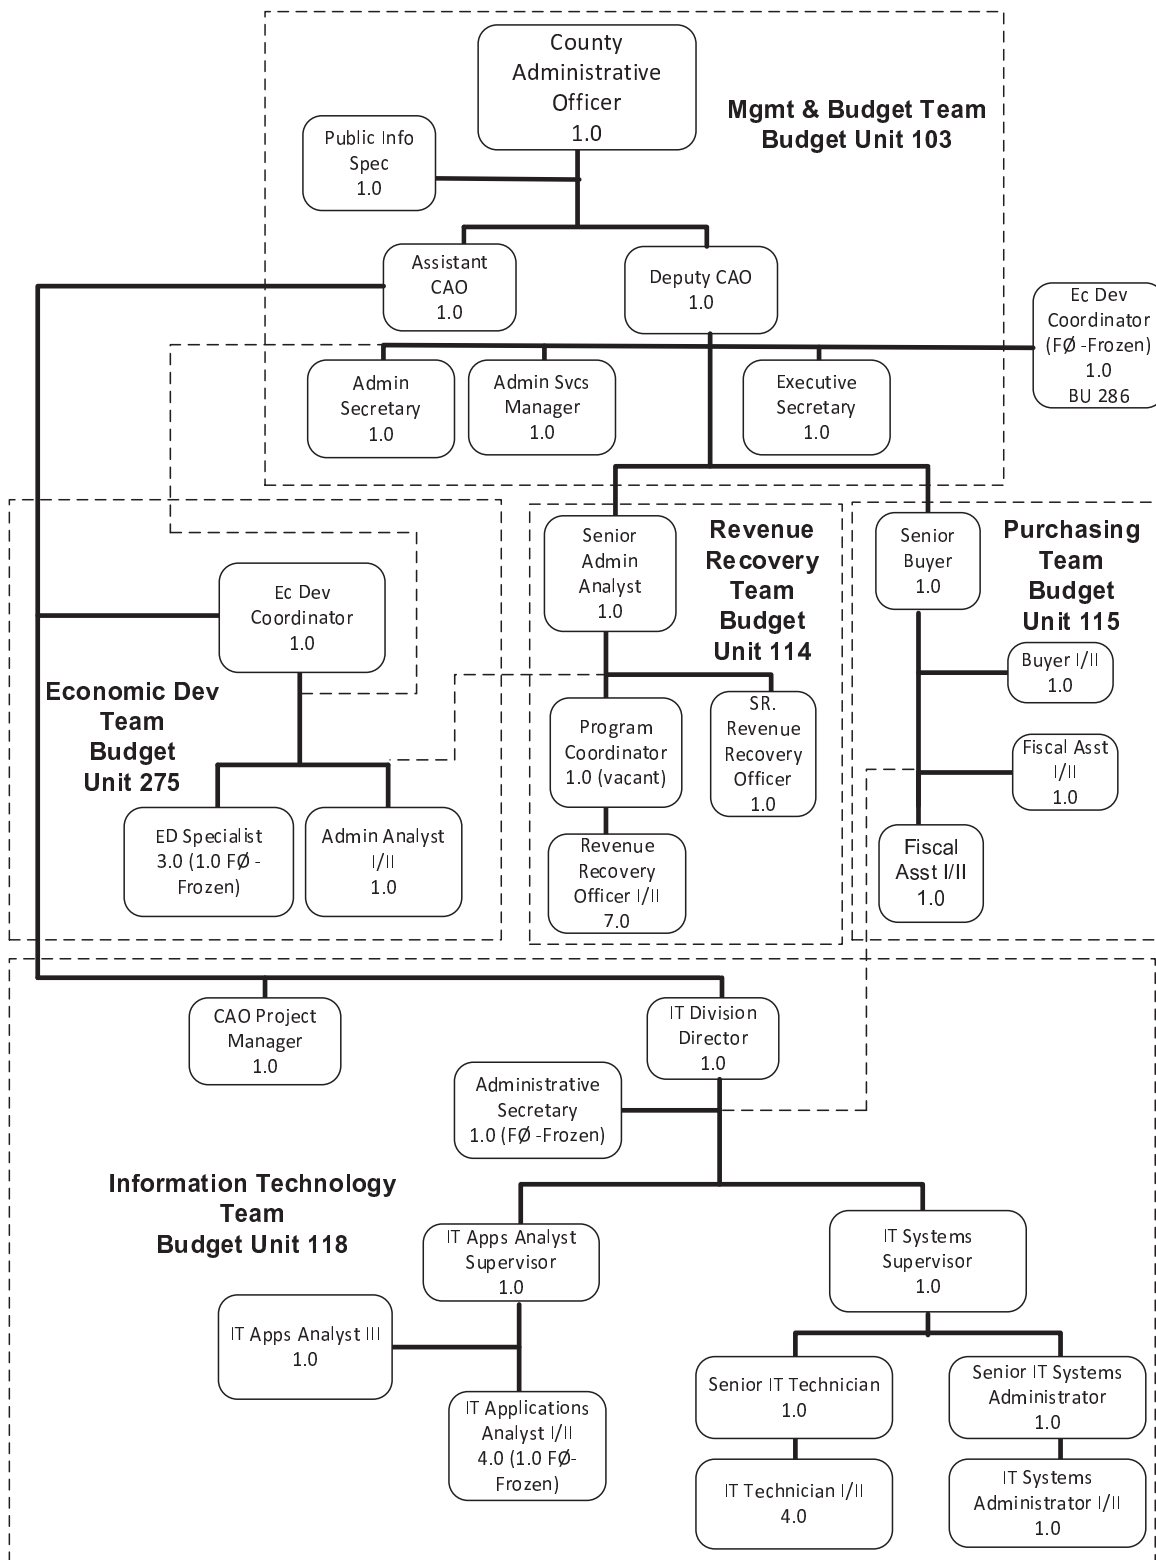 County
Administrative
Officer
1.0
Mgmt & Budget Team
Budget Unit 103
Public Info
Spec
1.0
Assistant
CAO
1.0
Deputy CAO
1.0
Ec Dev
Coordinator
(FØ -Frozen)
1.0
BU 286
Admin
Secretary
1.0
Admin Svcs
Manager
1.0
Executive
Secretary
1.0
Ec Dev
Coordinator
1.0
Economic Dev
Team
Budget
Unit 275
ED Specialist
3.0 (1.0 FØ -
Frozen)
Admin Analyst
I/II
1.0
Senior
Admin
Analyst
1.0
Revenue
Recovery
Team
Budget
Unit 114
Program
Coordinator
1.0 (vacant)
SR.
Revenue
Recovery
Officer
1.0
Revenue
Recovery
Officer I/II
7.0
Senior
Buyer
1.0
Purchasing
Team
Budget
Unit 115
Buyer I/II
1.0
Fiscal Asst
I/II
1.0
Fiscal
Asst I/II
1.0
CAO Project
Manager
1.0
IT Division
Director
1.0
Administrative
Secretary
1.0 (FØ -Frozen)
Information Technology
Team
Budget Unit 118
IT Apps Analyst
Supervisor
1.0
IT Systems
Supervisor
1.0
IT Apps Analyst III
1.0
IT Applications
Analyst I/II
4.0 (1.0 FØ-
Frozen)
Senior IT Technician
1.0
Senior IT Systems
Administrator
1.0
IT Technician I/II
4.0
IT Systems
Administrator I/II
1.0